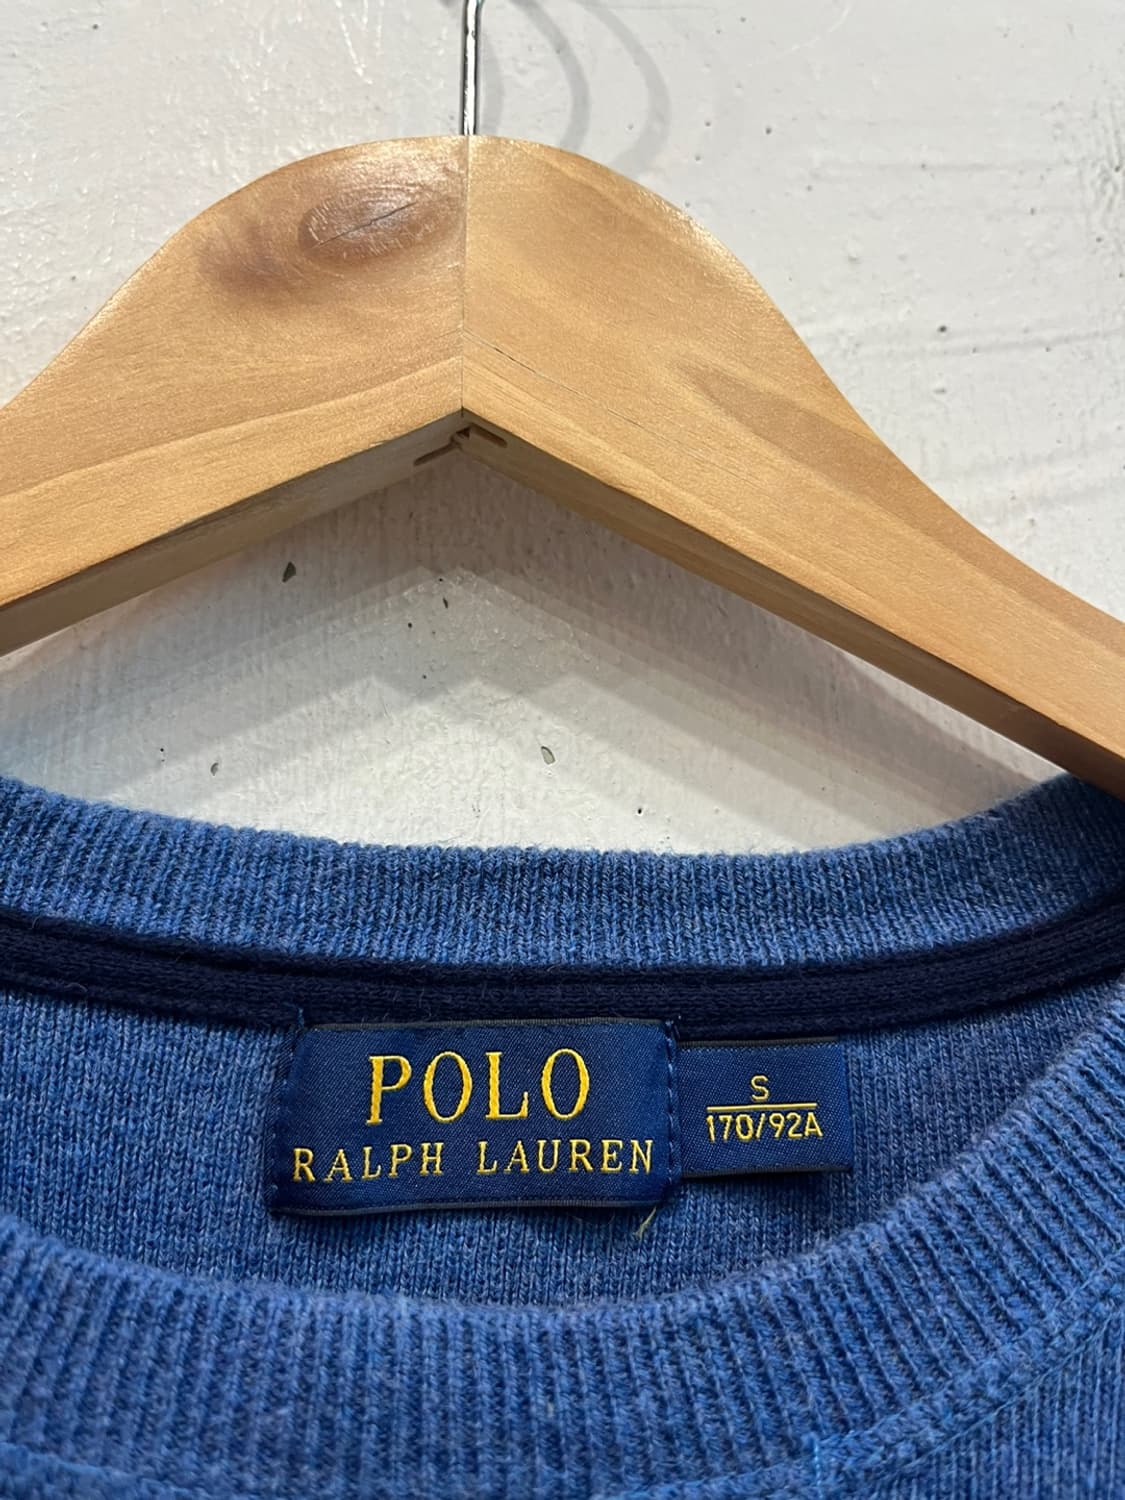 POLO
RALPH LAUREN
S
170/92A